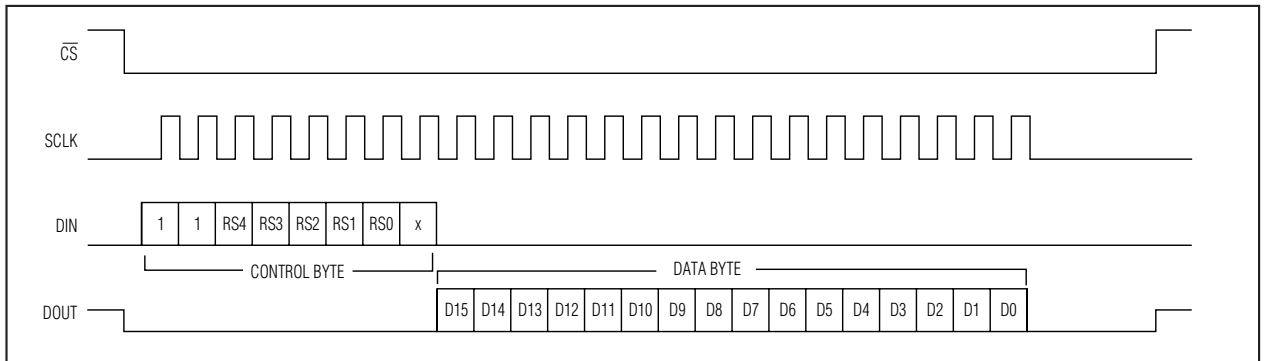 CS
SCLK
DIN 1 1 RS4 RS3 RS2 RS1 RS0 x
CONTROL BYTE DATA BYTE
DOUT D15 D14 D13 D12 D11 D10 D9 D8 D7 D6 D5 D4 D3 D2 D1 D0